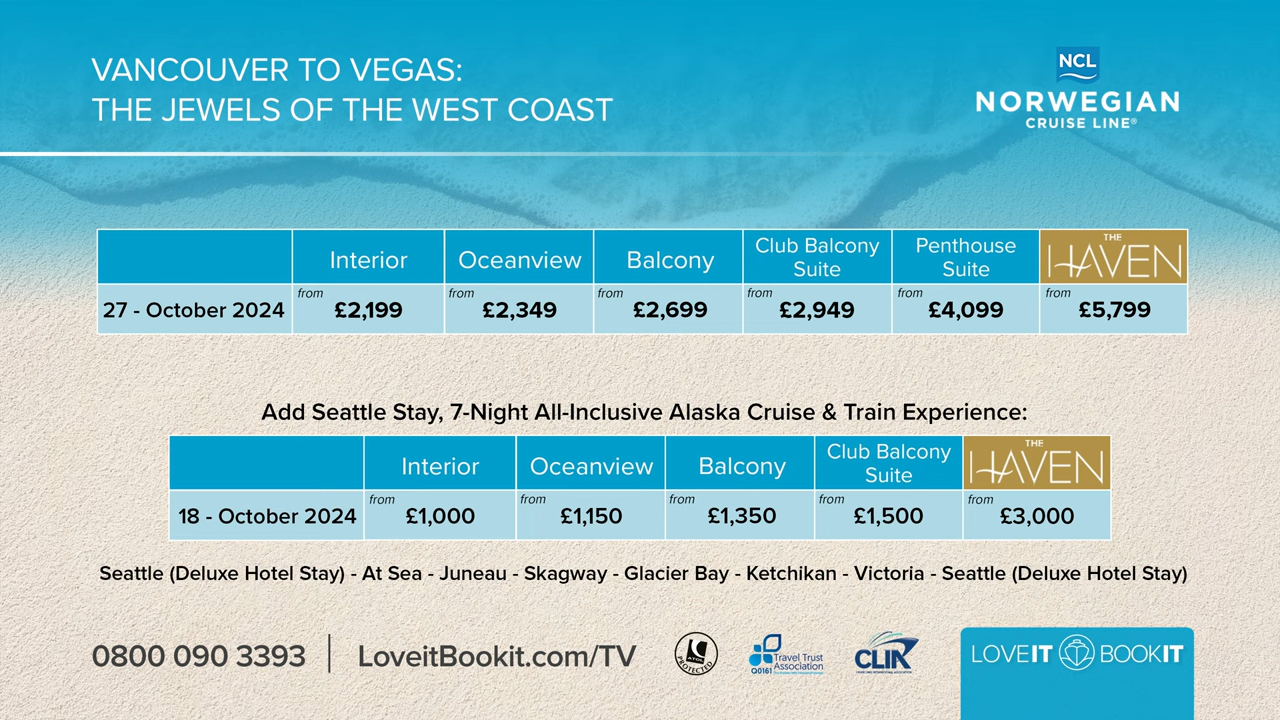 VANCOUVER TO VEGAS:
THE JEWELS OF THE WEST COAST
NCL
NORWEGIAN
CRUISE LINE®
Interior Oceanview Balcony Club Balcony Suite Penthouse Suite THE HAVEN
27 - October 2024 from £2,199 from £2,349 from £2,699 from £2,949 from £4,099 from £5,799
Add Seattle Stay, 7-Night All-Inclusive Alaska Cruise & Train Experience:
Interior Oceanview Balcony Club Balcony Suite THE HAVEN
18 - October 2024 from £1,000 from £1,150 from £1,350 from £1,500 from £3,000
Seattle (Deluxe Hotel Stay) - At Sea - Juneau - Skagway - Glacier Bay - Ketchikan - Victoria - Seattle (Deluxe Hotel Stay)
0800 090 3393 | LoveitBookit.com/TV
ATOL
PROTECTED
Travel Trust
Association
Q0161
CLIA
LOVEIT BOOKIT